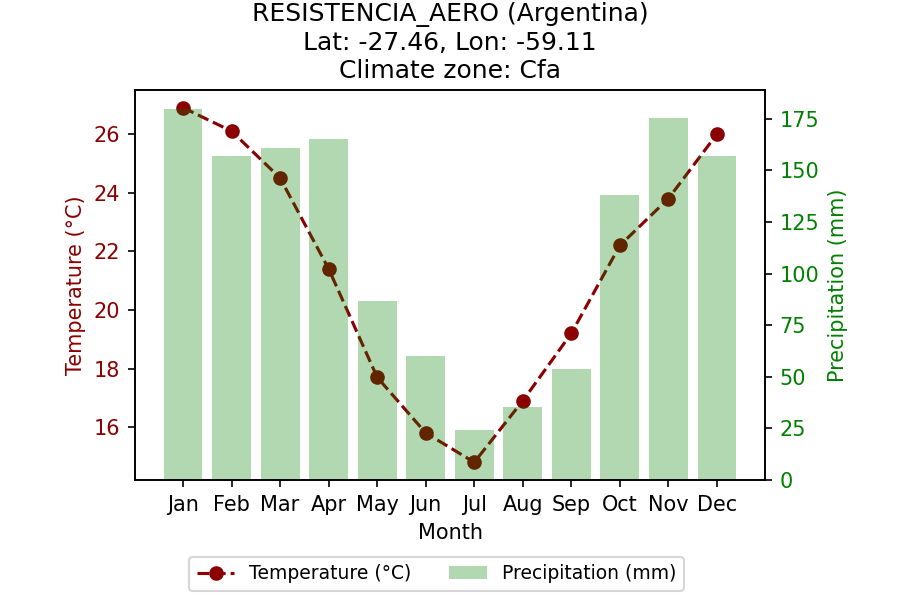 RESISTENCIA_AERO (Argentina)
Lat: -27.46, Lon: -59.11
Climate zone: Cfa
Temperature (°C)
26
24
22
20
18
16
175
150
125
100
75
50
25
0
Precipitation (mm)
Jan Feb Mar Apr May Jun Jul Aug Sep Oct Nov Dec
Month
Temperature (°C) Precipitation (mm)